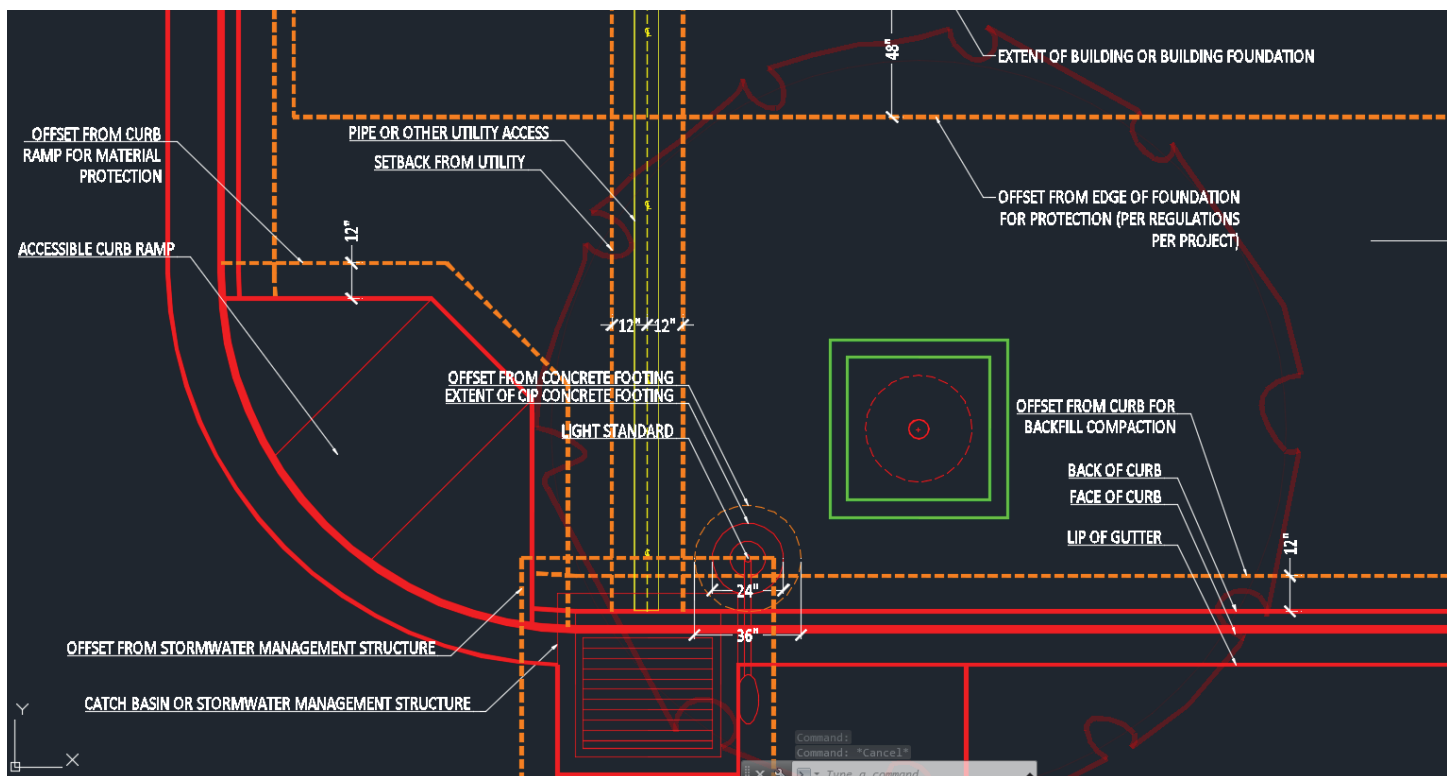 48"
EXTENT OF BUILDING OR BUILDING FOUNDATION
OFFSET FROM CURB
RAMP FOR MATERIAL
PROTECTION
PIPE OR OTHER UTILITY ACCESS
SETBACK FROM UTILITY
OFFSET FROM EDGE OF FOUNDATION
FOR PROTECTION (PER REGULATIONS
PER PROJECT)
12"
ACCESSIBLE CURB RAMP
12" 12"
OFFSET FROM CONCRETE FOOTING
EXTENT OF CIP CONCRETE FOOTING
LIGHT STANDARD
OFFSET FROM CURB FOR
BACKFILL COMPACTION
BACK OF CURB
FACE OF CURB
LIP OF GUTTER
12"
24"
36"
OFFSET FROM STORMWATER MANAGEMENT STRUCTURE
CATCH BASIN OR STORMWATER MANAGEMENT STRUCTURE
Y
X
Command:
Command: *Cancel*
Type a command